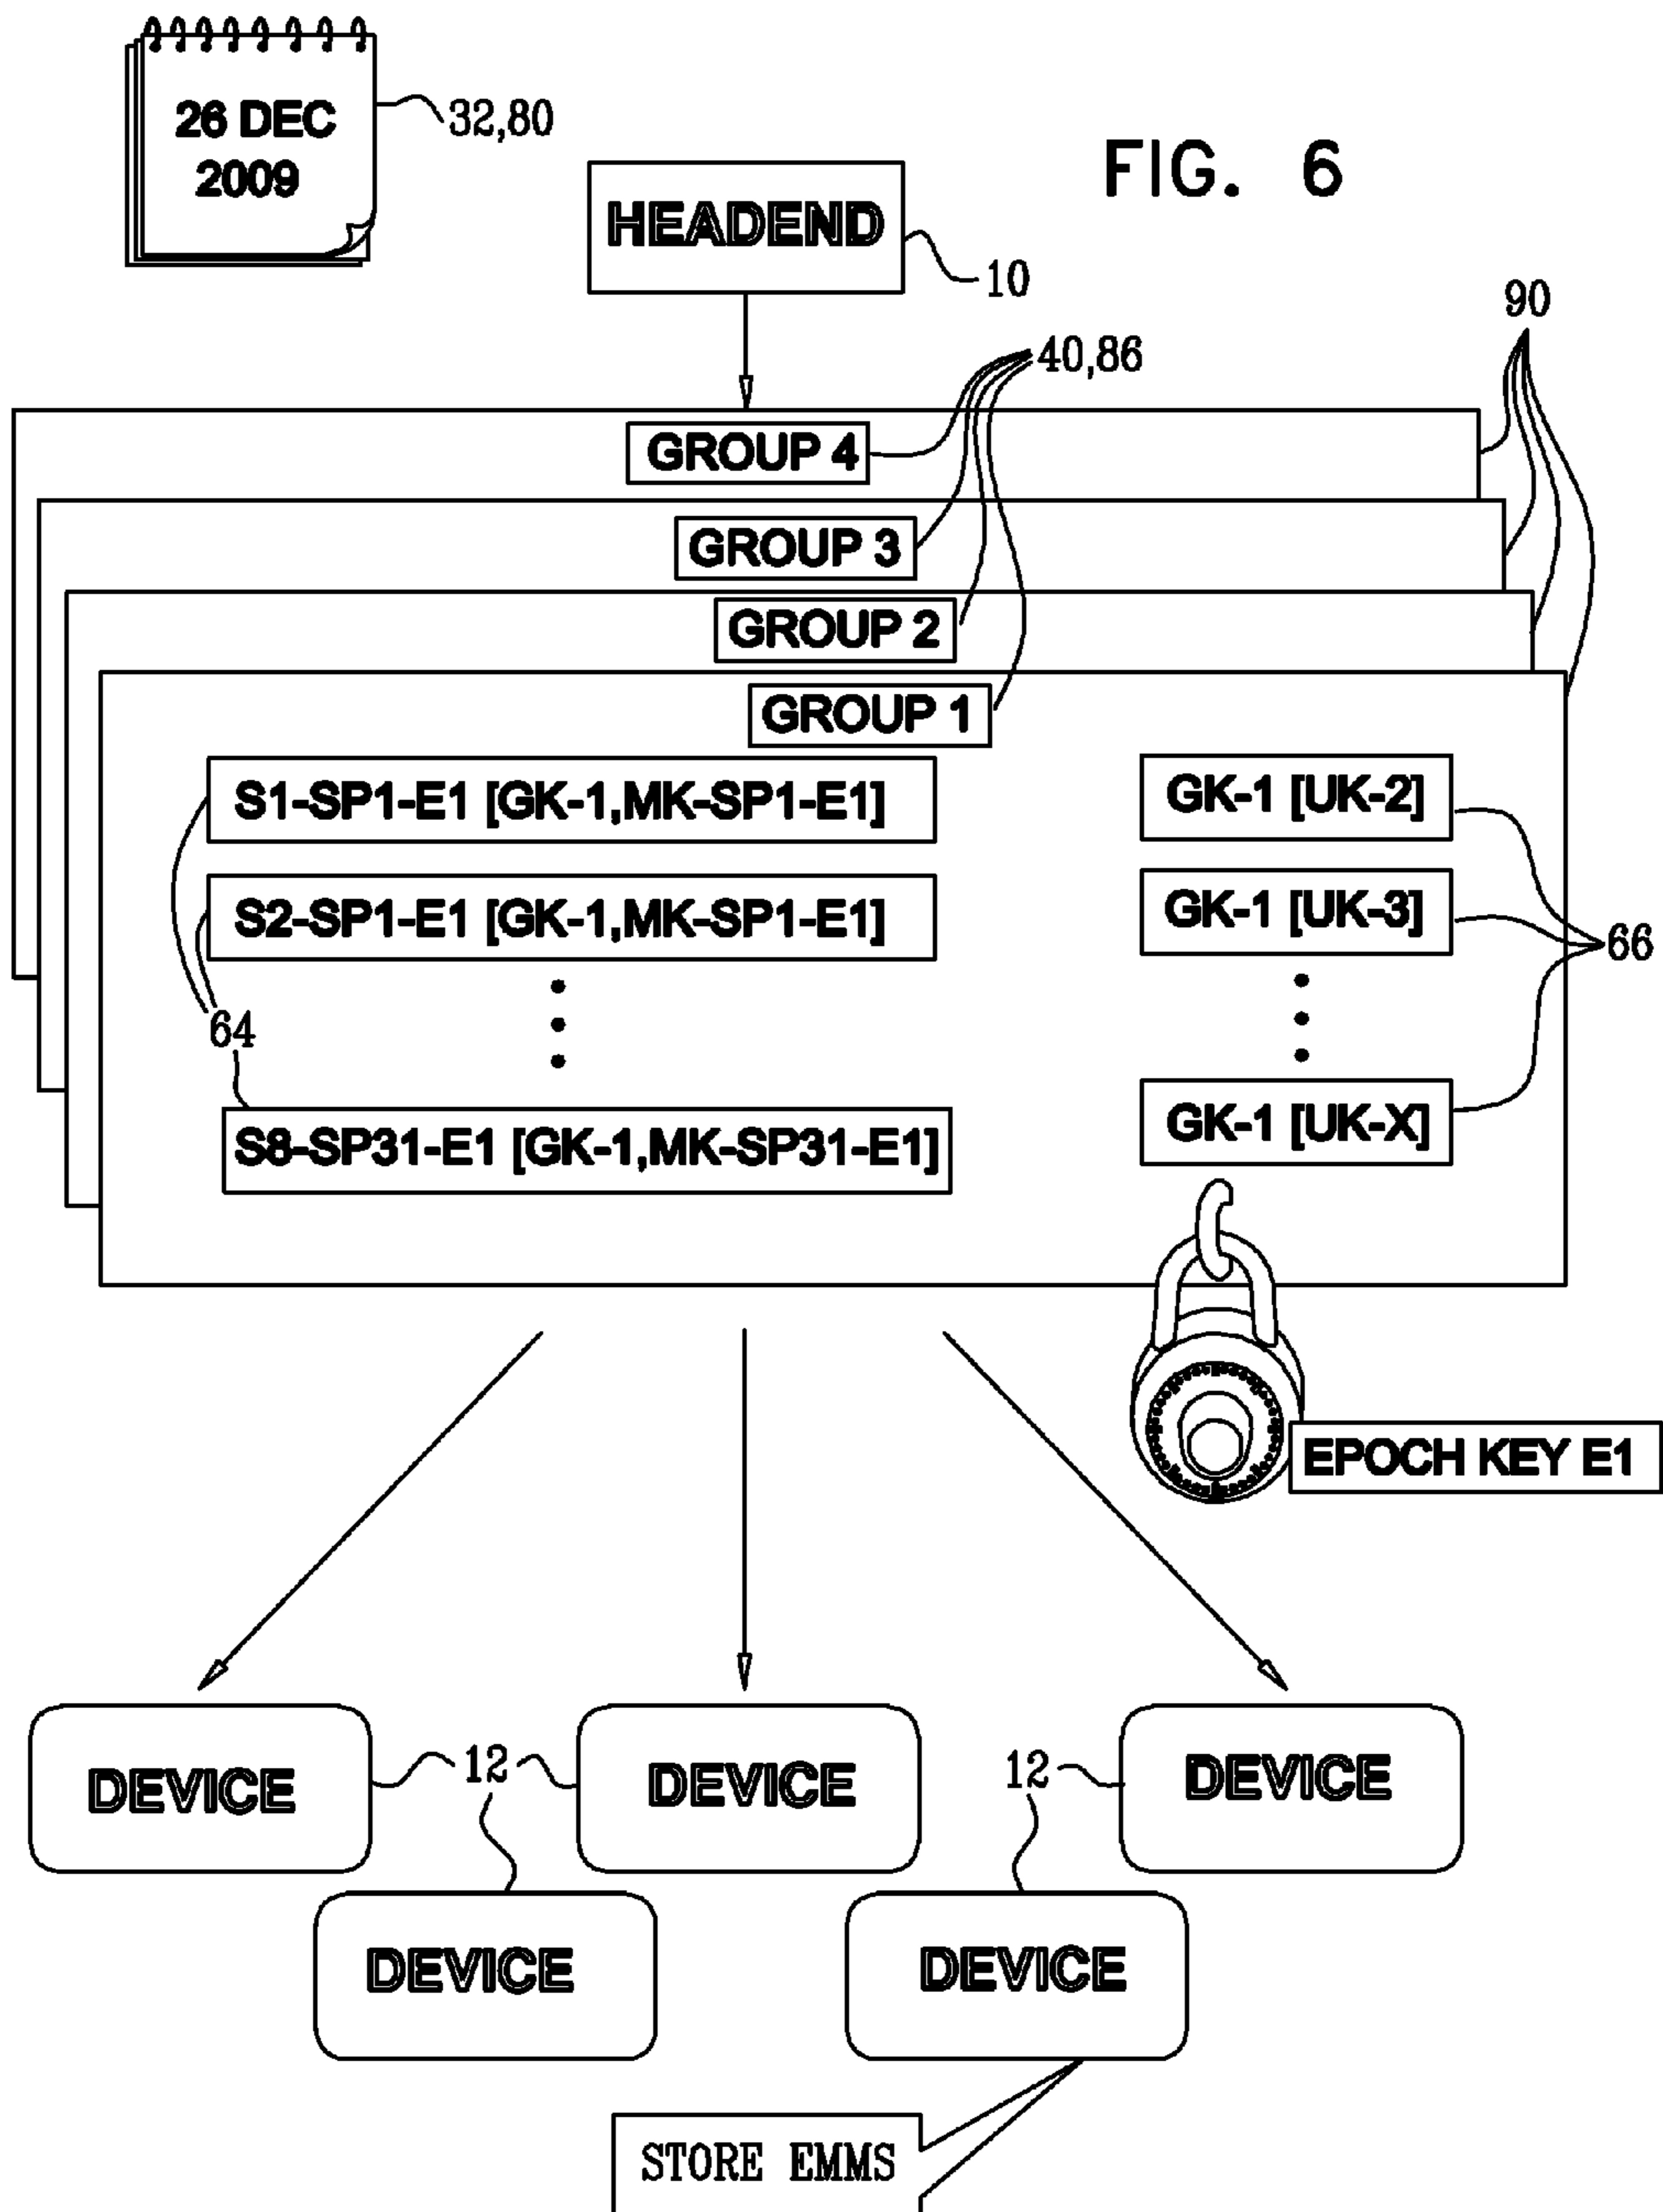 26 DEC
2009
32,80
FIG. 6
HEADEND
10
90
40,86
GROUP 4
GROUP 3
GROUP 2
GROUP 1
S1-SP1-E1 [GK-1,MK-SP1-E1]
GK-1 [UK-2]
S2-SP1-E1 [GK-1,MK-SP1-E1]
GK-1 [UK-3]
66
64
S8-SP31-E1 [GK-1,MK-SP31-E1]
GK-1 [UK-X]
EPOCH KEY E1
DEVICE
12
DEVICE
12
DEVICE
DEVICE
DEVICE
STORE EMMS